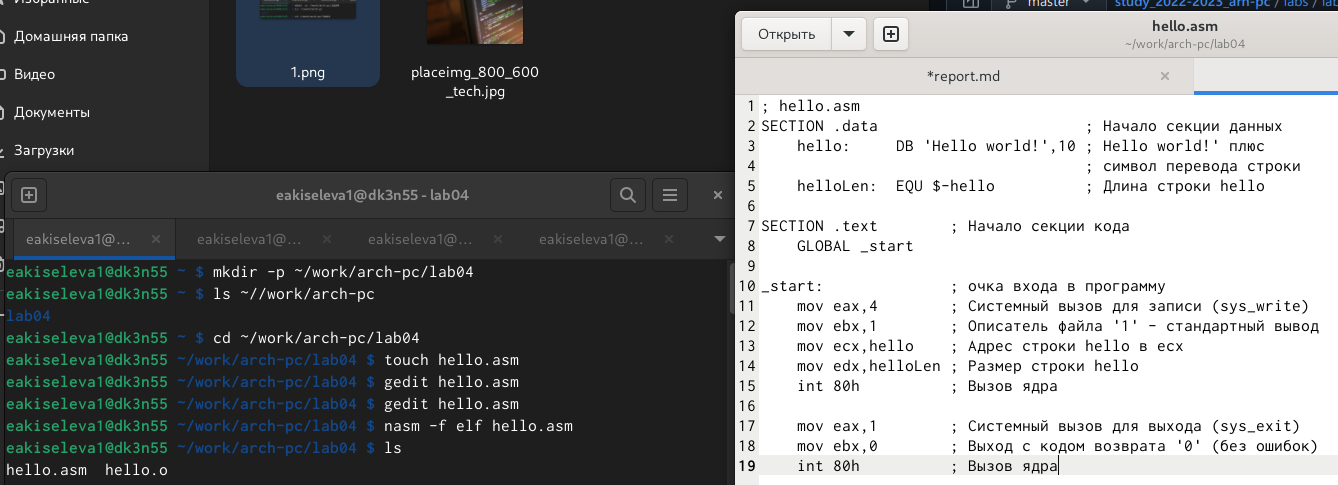 Избранные
Домашняя папка
Видео
Документы
Загрузки
1.png
placeimg_800_600
_tech.jpg
master
study_2022-2023_arh-pc / labs / lab
Открыть
hello.asm
~/work/arch-pc/lab04
*report.md
1 ; hello.asm
2 SECTION .data ; Начало секции данных
3 hello: DB 'Hello world!',10 ; Hello world!' плюс
4 ; символ перевода строки
5 helloLen: EQU $-hello ; Длина строки hello
6
7 SECTION .text ; Начало секции кода
8 GLOBAL _start
9
10 _start: ; очка входа в программу
11 mov eax,4 ; Системный вызов для записи (sys_write)
12 mov ebx,1 ; Описатель файла '1' - стандартный вывод
13 mov ecx,hello ; Адрес строки hello в ecx
14 mov edx,helloLen ; Размер строки hello
15 int 80h ; Вызов ядра
16
17 mov eax,1 ; Системный вызов для выхода (sys_exit)
18 mov ebx,0 ; Выход с кодом возврата '0' (без ошибок)
19 int 80h ; Вызов ядра
eakiseleva1@dk3n55 - lab04
eakiseleva1@... eakiseleva1@... eakiseleva1@... eakiseleva1@...
eakiseleva1@dk3n55 ~ $ mkdir -p ~/work/arch-pc/lab04
eakiseleva1@dk3n55 ~ $ ls ~//work/arch-pc
lab04
eakiseleva1@dk3n55 ~ $ cd ~/work/arch-pc/lab04
eakiseleva1@dk3n55 ~/work/arch-pc/lab04 $ touch hello.asm
eakiseleva1@dk3n55 ~/work/arch-pc/lab04 $ gedit hello.asm
eakiseleva1@dk3n55 ~/work/arch-pc/lab04 $ gedit hello.asm
eakiseleva1@dk3n55 ~/work/arch-pc/lab04 $ nasm -f elf hello.asm
eakiseleva1@dk3n55 ~/work/arch-pc/lab04 $ ls
hello.asm hello.o